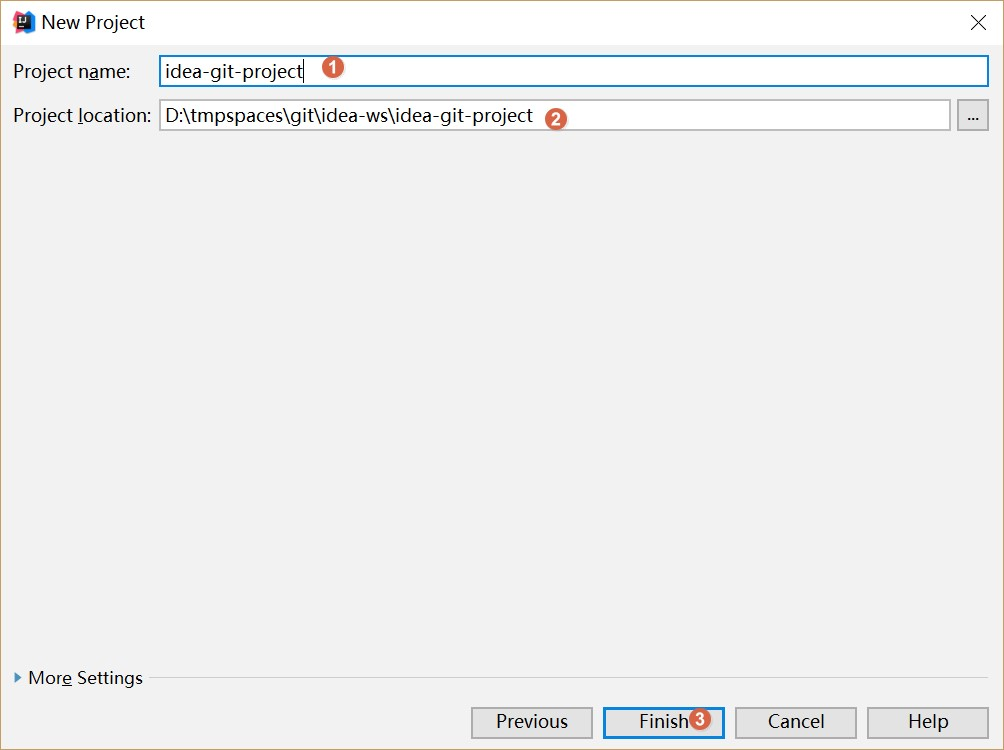 New Project
Project name: idea-git-project 1
Project location: D:\tmpspaces\git\idea-ws\idea-git-project 2 ...
More Settings
Previous Finish 3 Cancel Help